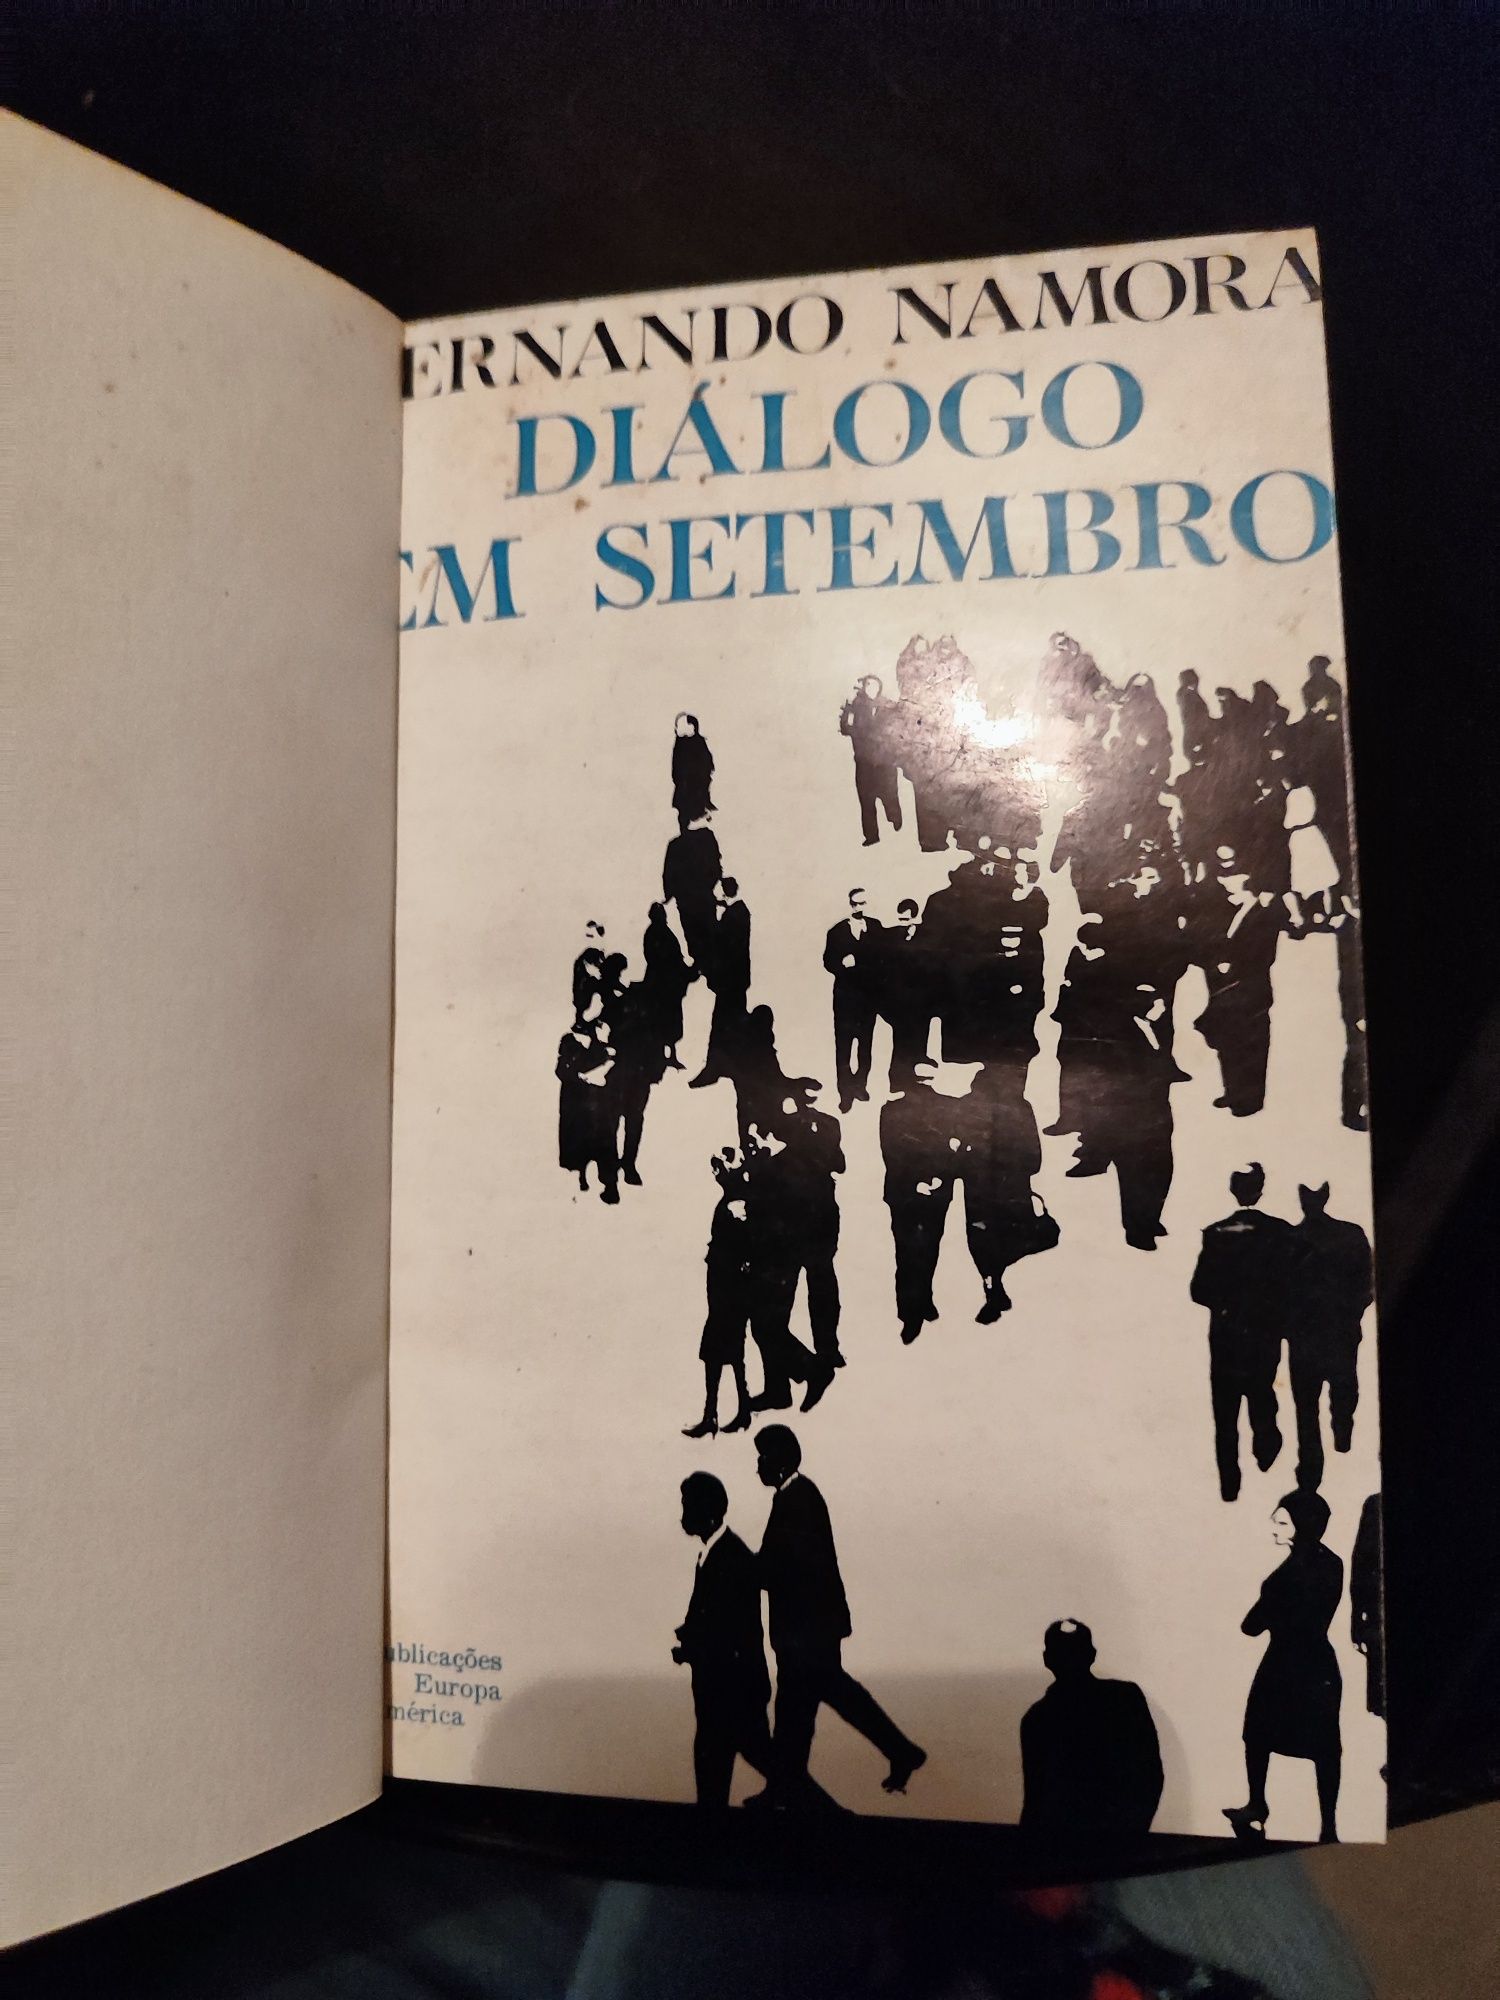 ERNANDO NAMORA
DIÁLOGO
EM SETEMBRO
ublicações
Europa
mérica